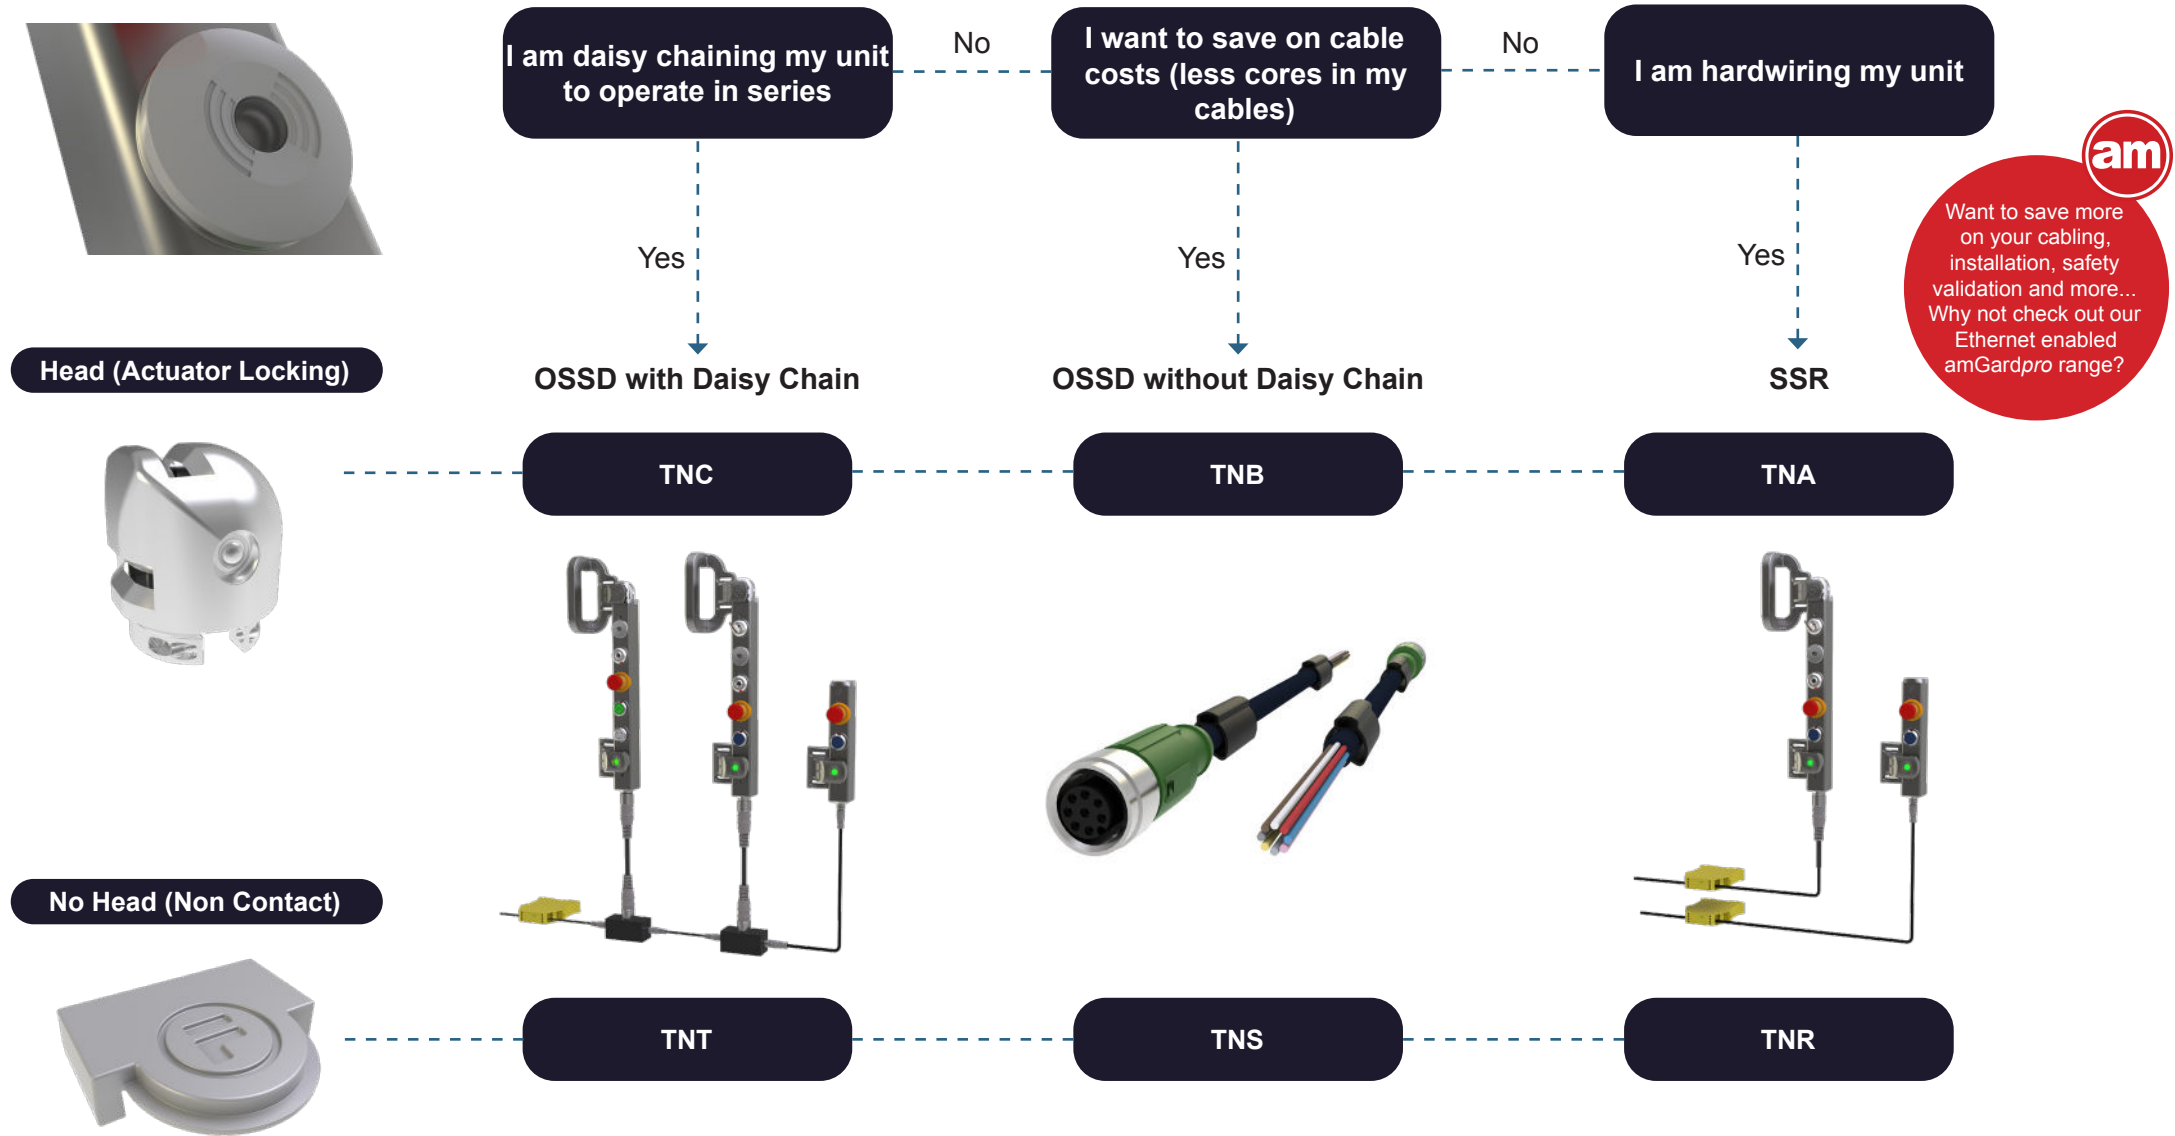 I am daisy chaining my unit
to operate in series
No
I want to save on cable
costs (less cores in my
cables)
No
I am hardwiring my unit
am
Want to save more
on your cabling,
installation, safety
validation and more...
Why not check out our
Ethernet enabled
amGardpro range?
Yes
Yes
Yes
Head (Actuator Locking)
OSSD with Daisy Chain
OSSD without Daisy Chain
SSR
TNC
TNB
TNA
No Head (Non Contact)
TNT
TNS
TNR